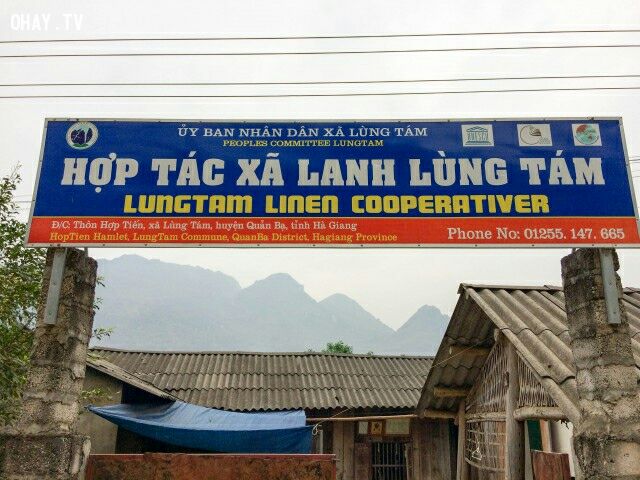 OHAY.TV
ỦY BAN NHÂN DÂN XÃ LÙNG TÁM
PEOPLES COMMITTEE LUNGTAM
UNESCO
HỢP TÁC XÃ LANH LÙNG TÁM
LUNGTAM LINEN COOPERATIVER
Đ/C: Thôn Hợp Tiến, xã Lùng Tám, huyện Quản Bạ, tỉnh Hà Giang
HopTien Hamlet, LungTam Commune, QuanBa District, Hagiang Province
Phone No: 01255. 147. 665